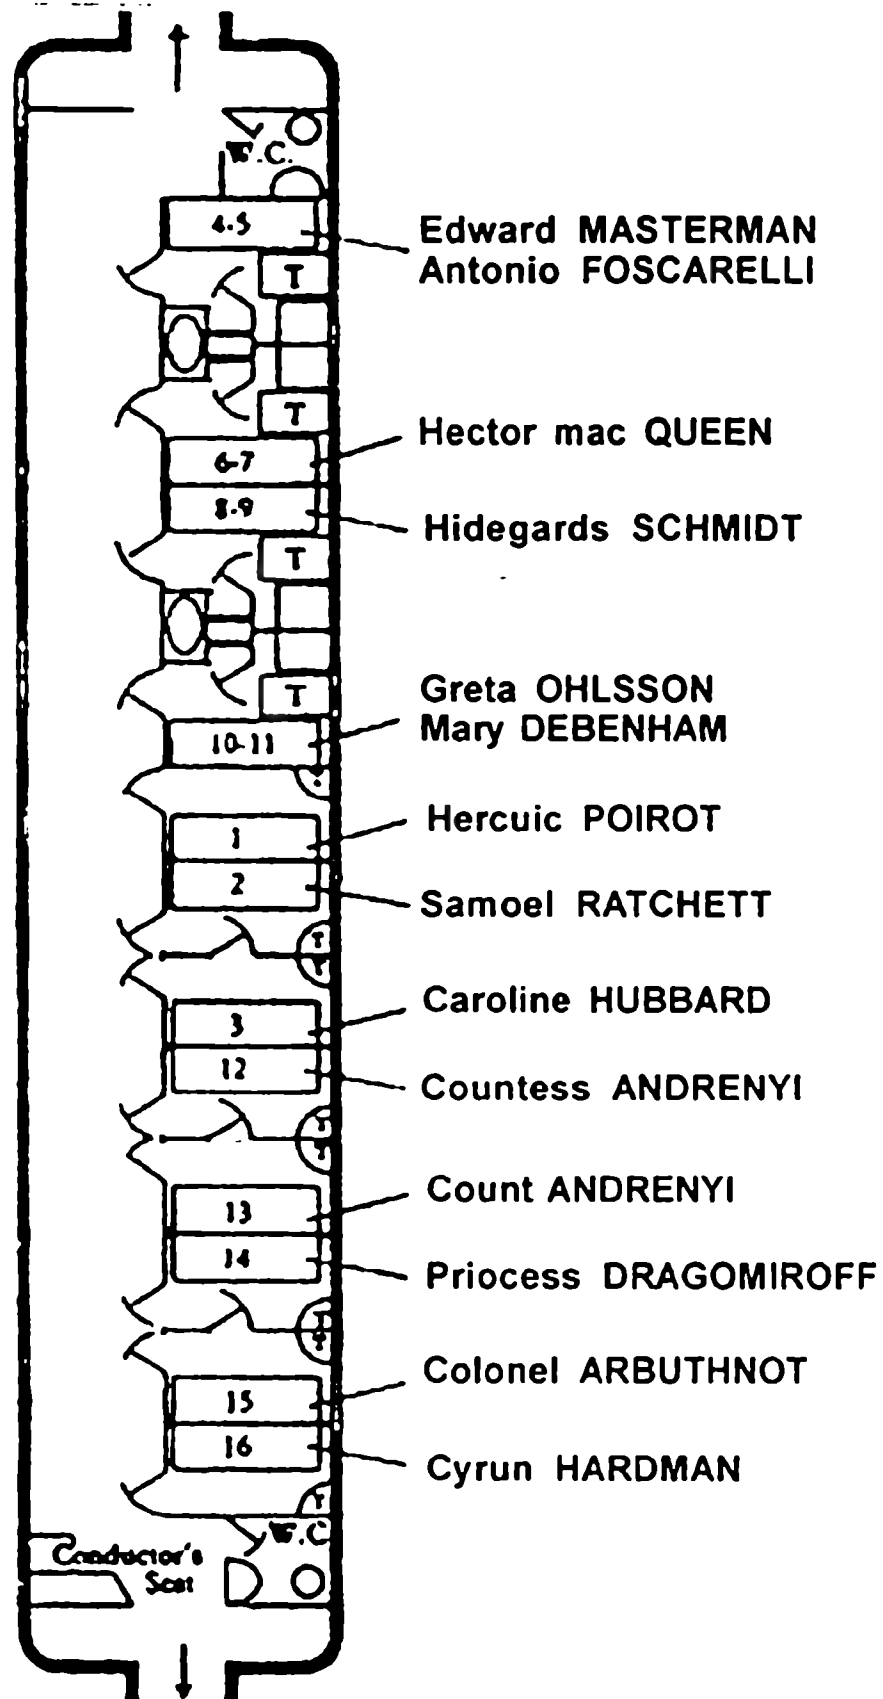 W.C.
4-5
Edward MASTERMAN
Antonio FOSCARELLI
T
T
Hector mac QUEEN
6-7
8-9
Hidegards SCHMIDT
T
T
Greta OHLSSON
Mary DEBENHAM
10-11
Hercuic POIROT
1
2
Samoel RATCHETT
T
T
Caroline HUBBARD
3
12
Countess ANDRENYI
T
T
Count ANDRENYI
13
14
Priocess DRAGOMIROFF
T
T
Colonel ARBUTHNOT
15
16
Cyrun HARDMAN
T
W.C
Conductor's
Seat